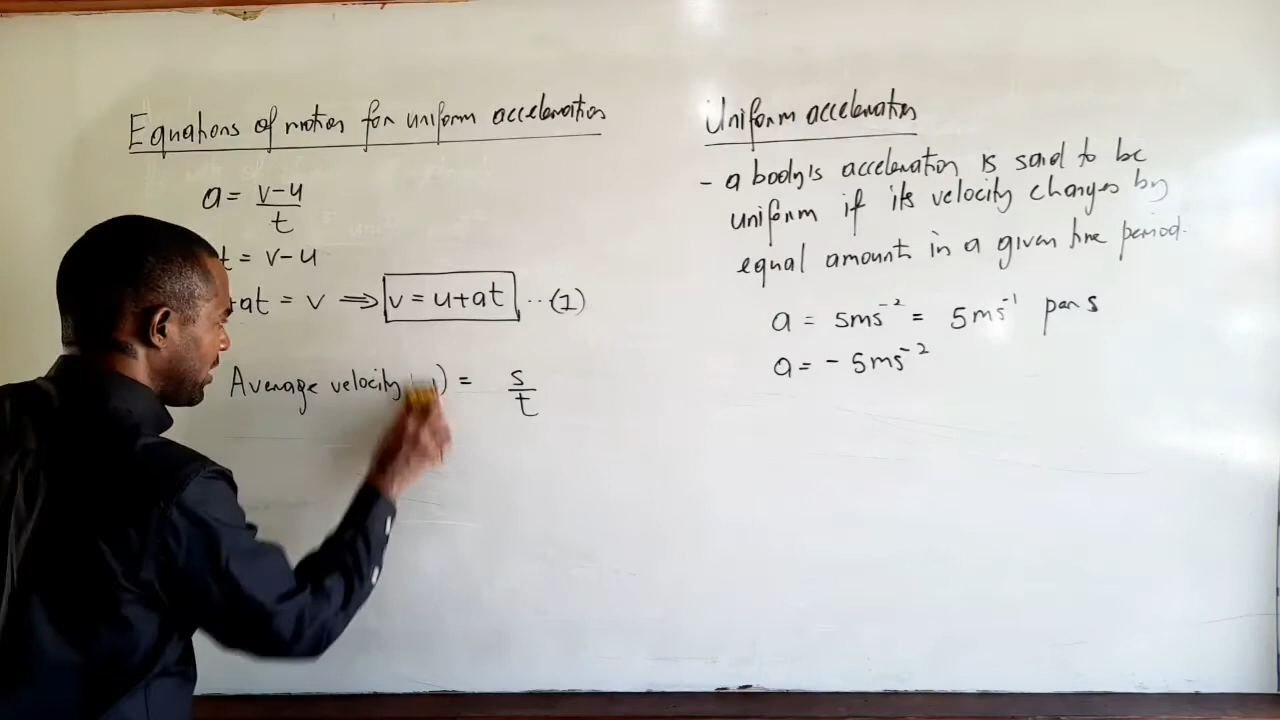 Equations of motion for uniform acceleration
a = v-u / t
t = v-u
+at = v ⟹ v = u+at ...(1)
Average velocity ) = s / t
Uniform acceleration
- a body's acceleration is said to be
uniform if its velocity changes by
equal amount in a given time period.
a = 5ms⁻² = 5ms⁻¹ per s
a = - 5ms⁻²